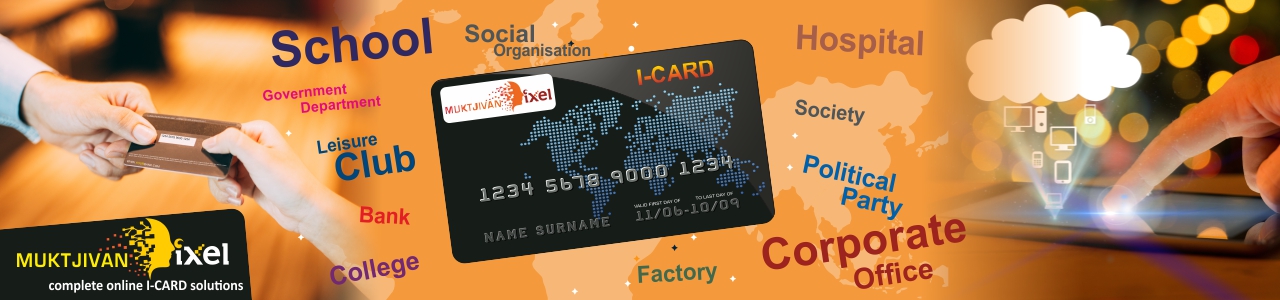 School
Social
Organisation
Hospital
Government
Department
Leisure
Club
Bank
College
MUKTJIVAN Pixel
I-CARD
1234 5678 9000 1234
VALID FIRST DAY OF TO LAST DAY OF
11/06-10/09
NAME SURNAME
Society
Political
Party
Corporate
Office
Factory
MUKTJIVAN Pixel
complete online I-CARD solutions